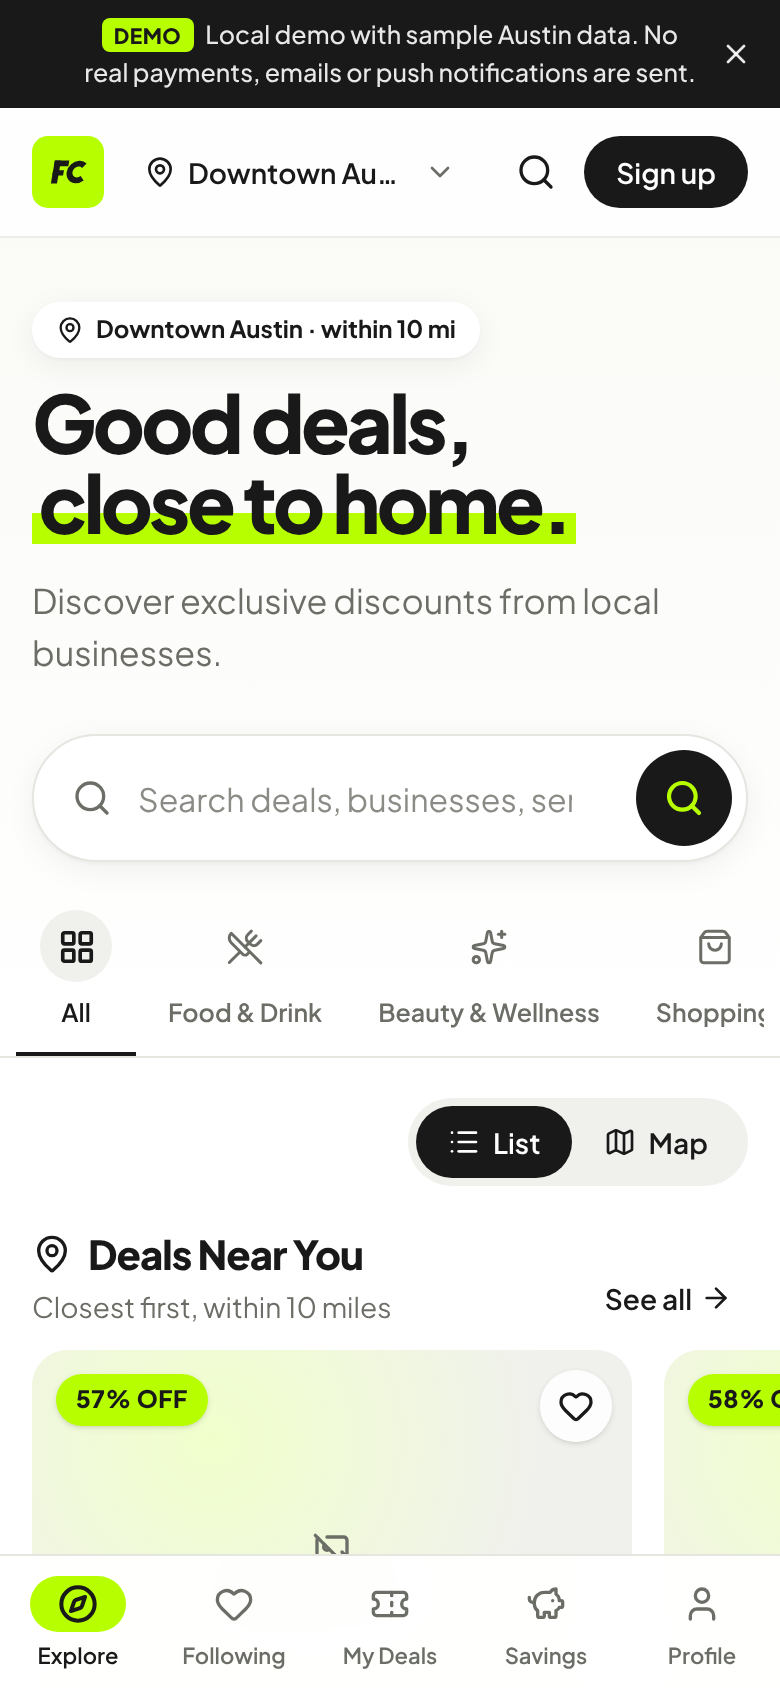 DEMO Local demo with sample Austin data. No
real payments, emails or push notifications are sent.
FC
Downtown Au...
Sign up
Downtown Austin · within 10 mi
Good deals,
close to home.
Discover exclusive discounts from local
businesses.
Search deals, businesses, ser
All
Food & Drink
Beauty & Wellness
Shopping
List
Map
Deals Near You
Closest first, within 10 miles
See all
57% OFF
58% O
Explore
Following
My Deals
Savings
Profile